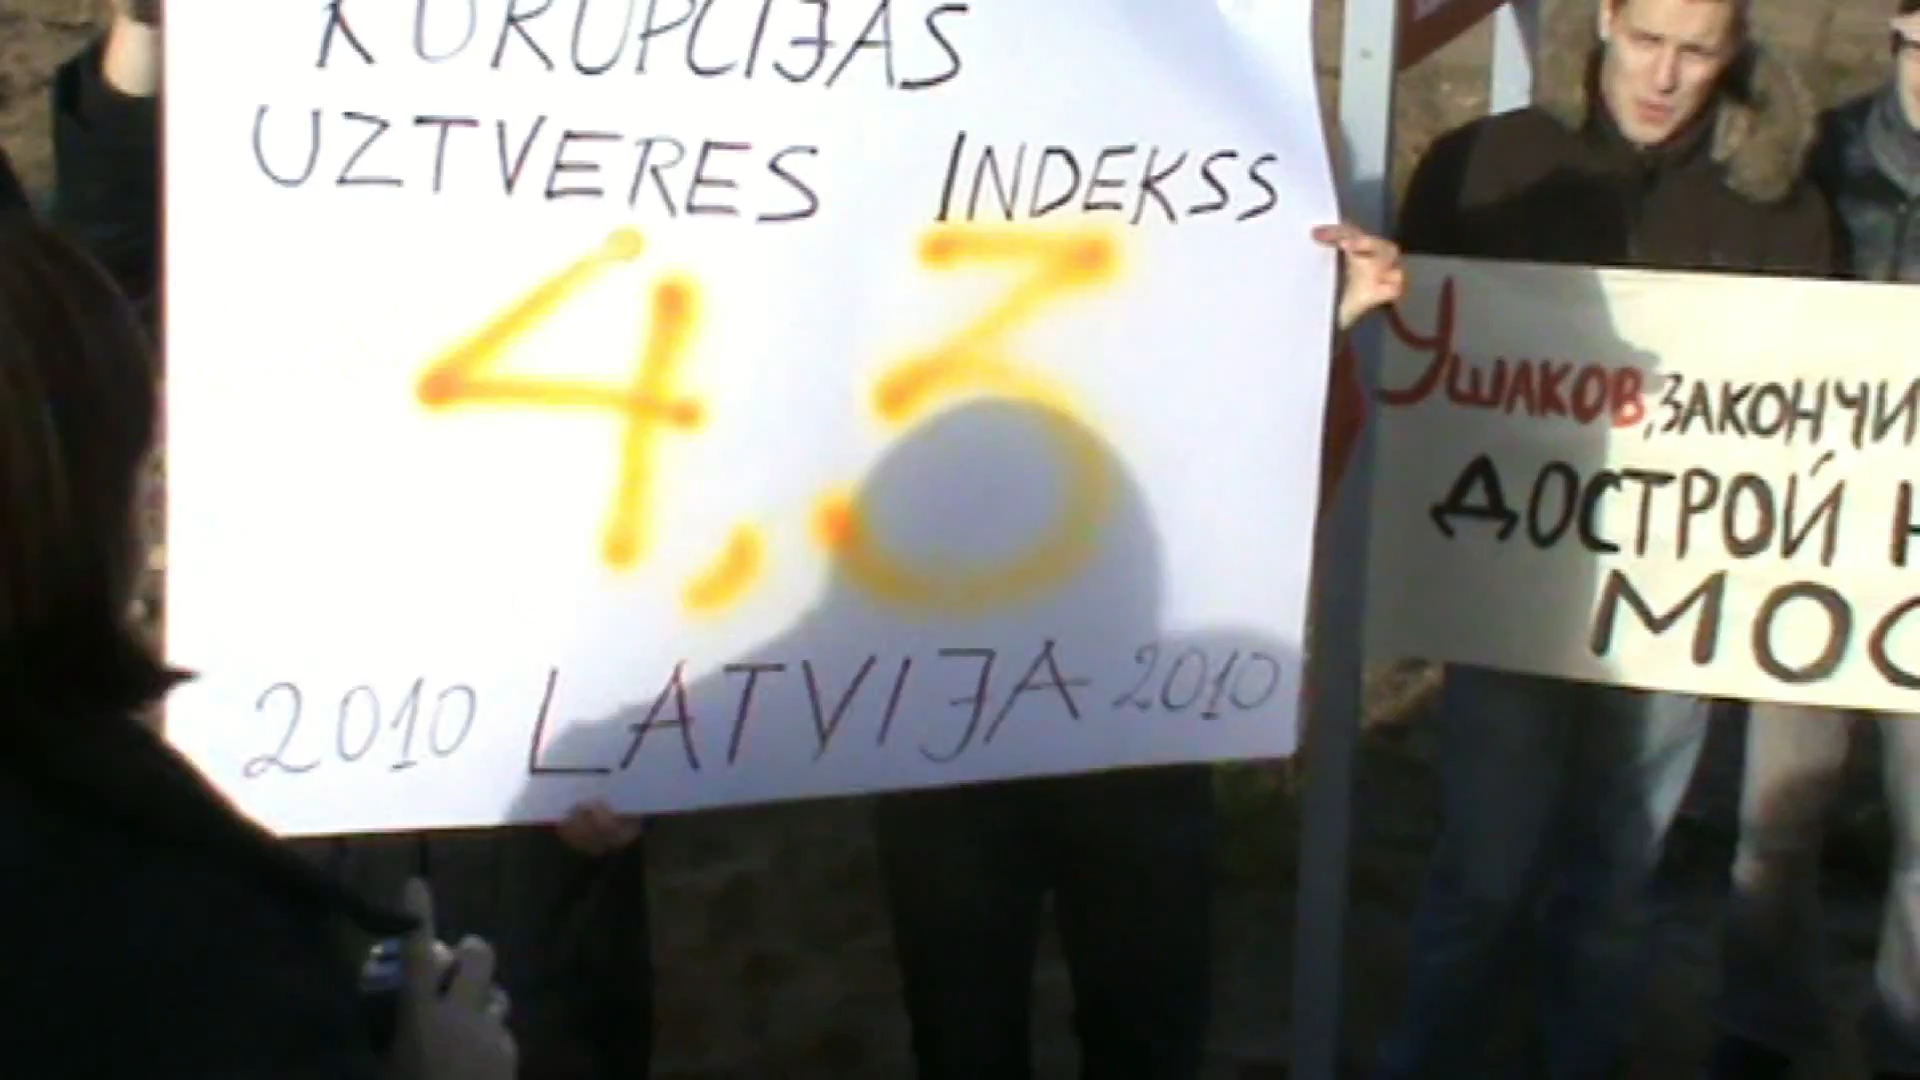 KORUPCIJAS
UZTVERES INDEKSS
4,3
2010 LATVIJA 2010
УШАКОВ, ЗАКОНЧИ
ДОСТРОЙ